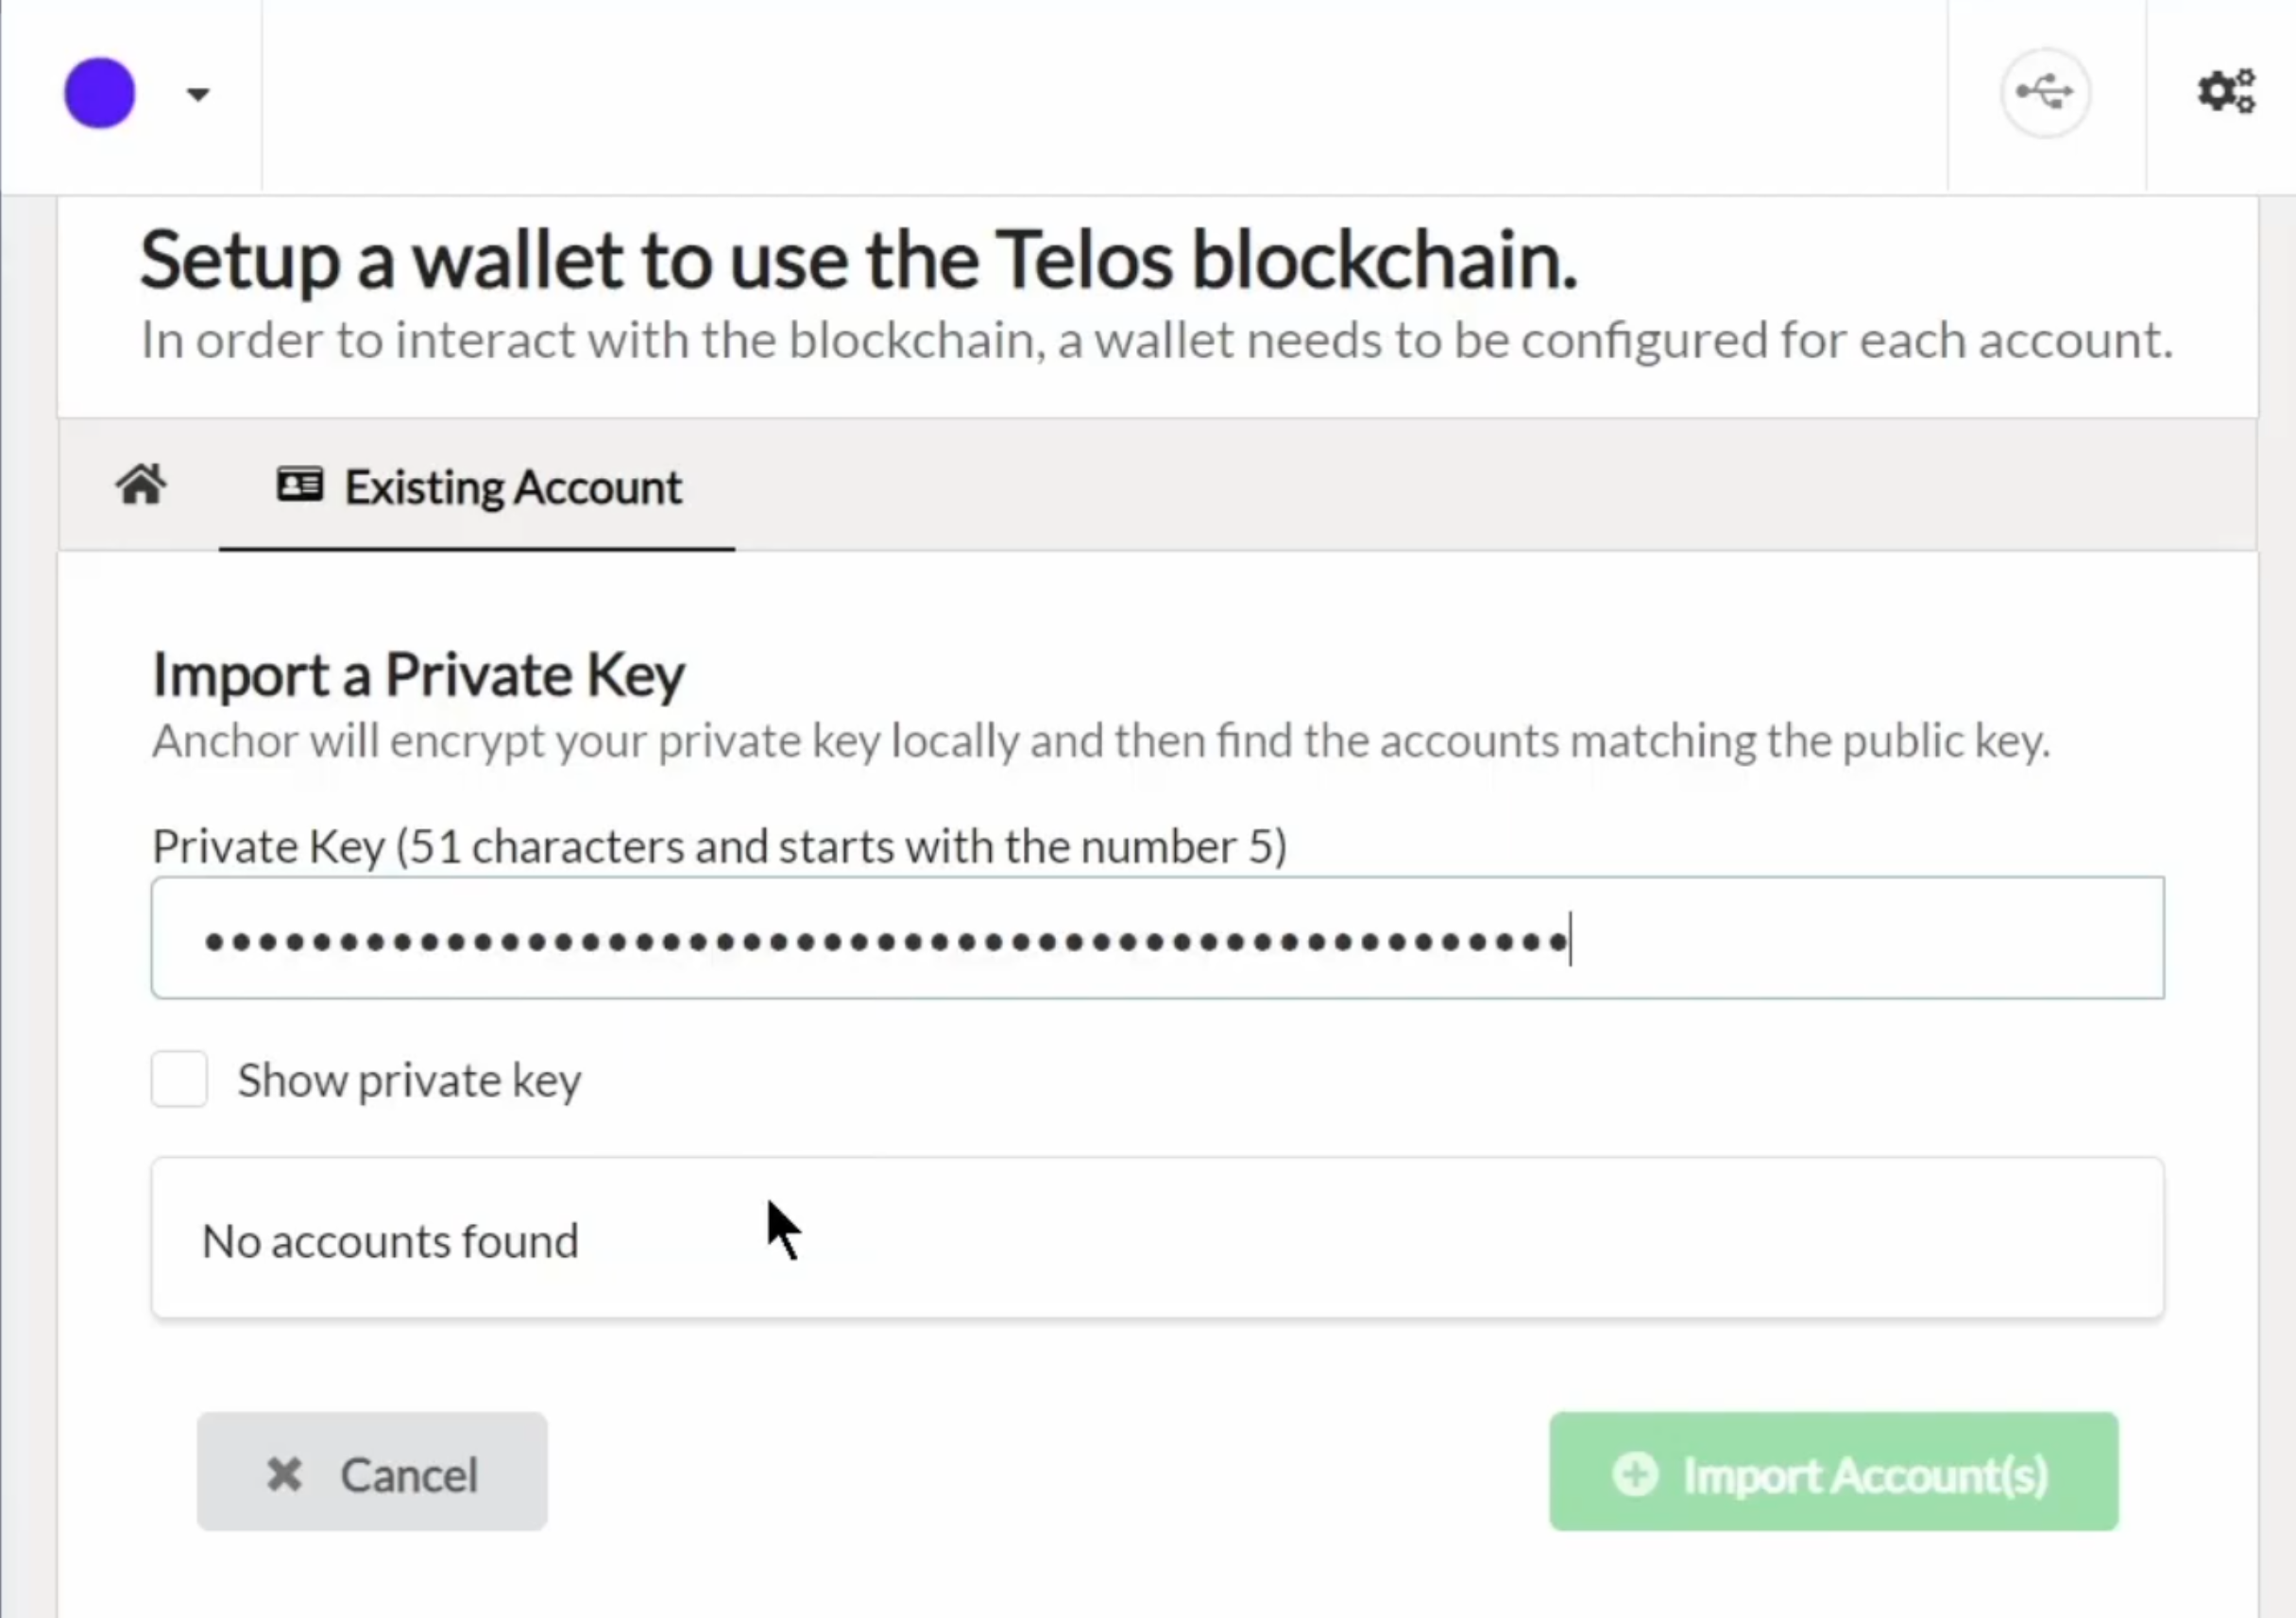 Setup a wallet to use the Telos blockchain.
In order to interact with the blockchain, a wallet needs to be configured for each account.
Existing Account
Import a Private Key
Anchor will encrypt your private key locally and then find the accounts matching the public key.
Private Key (51 characters and starts with the number 5)
Show private key
No accounts found
Cancel
Import Account(s)